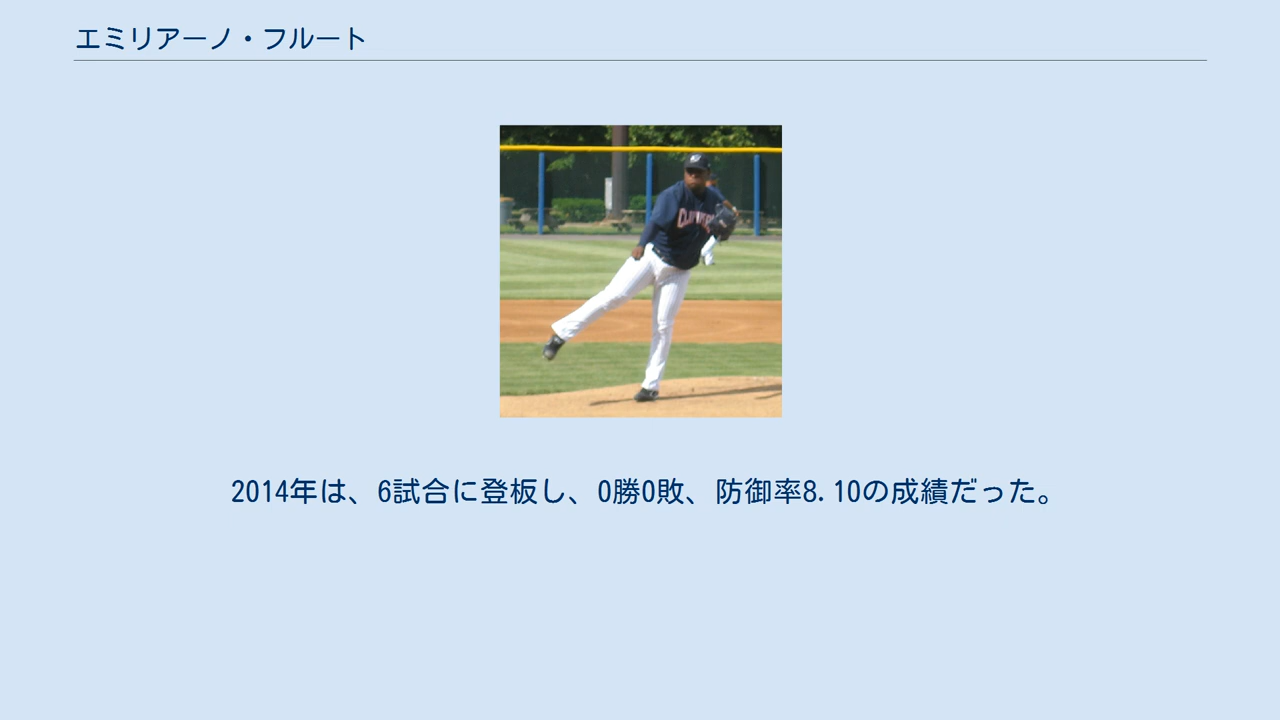 エミリアーノ・フルート
2014年は、6試合に登板し、0勝0敗、防御率8.10の成績だった。